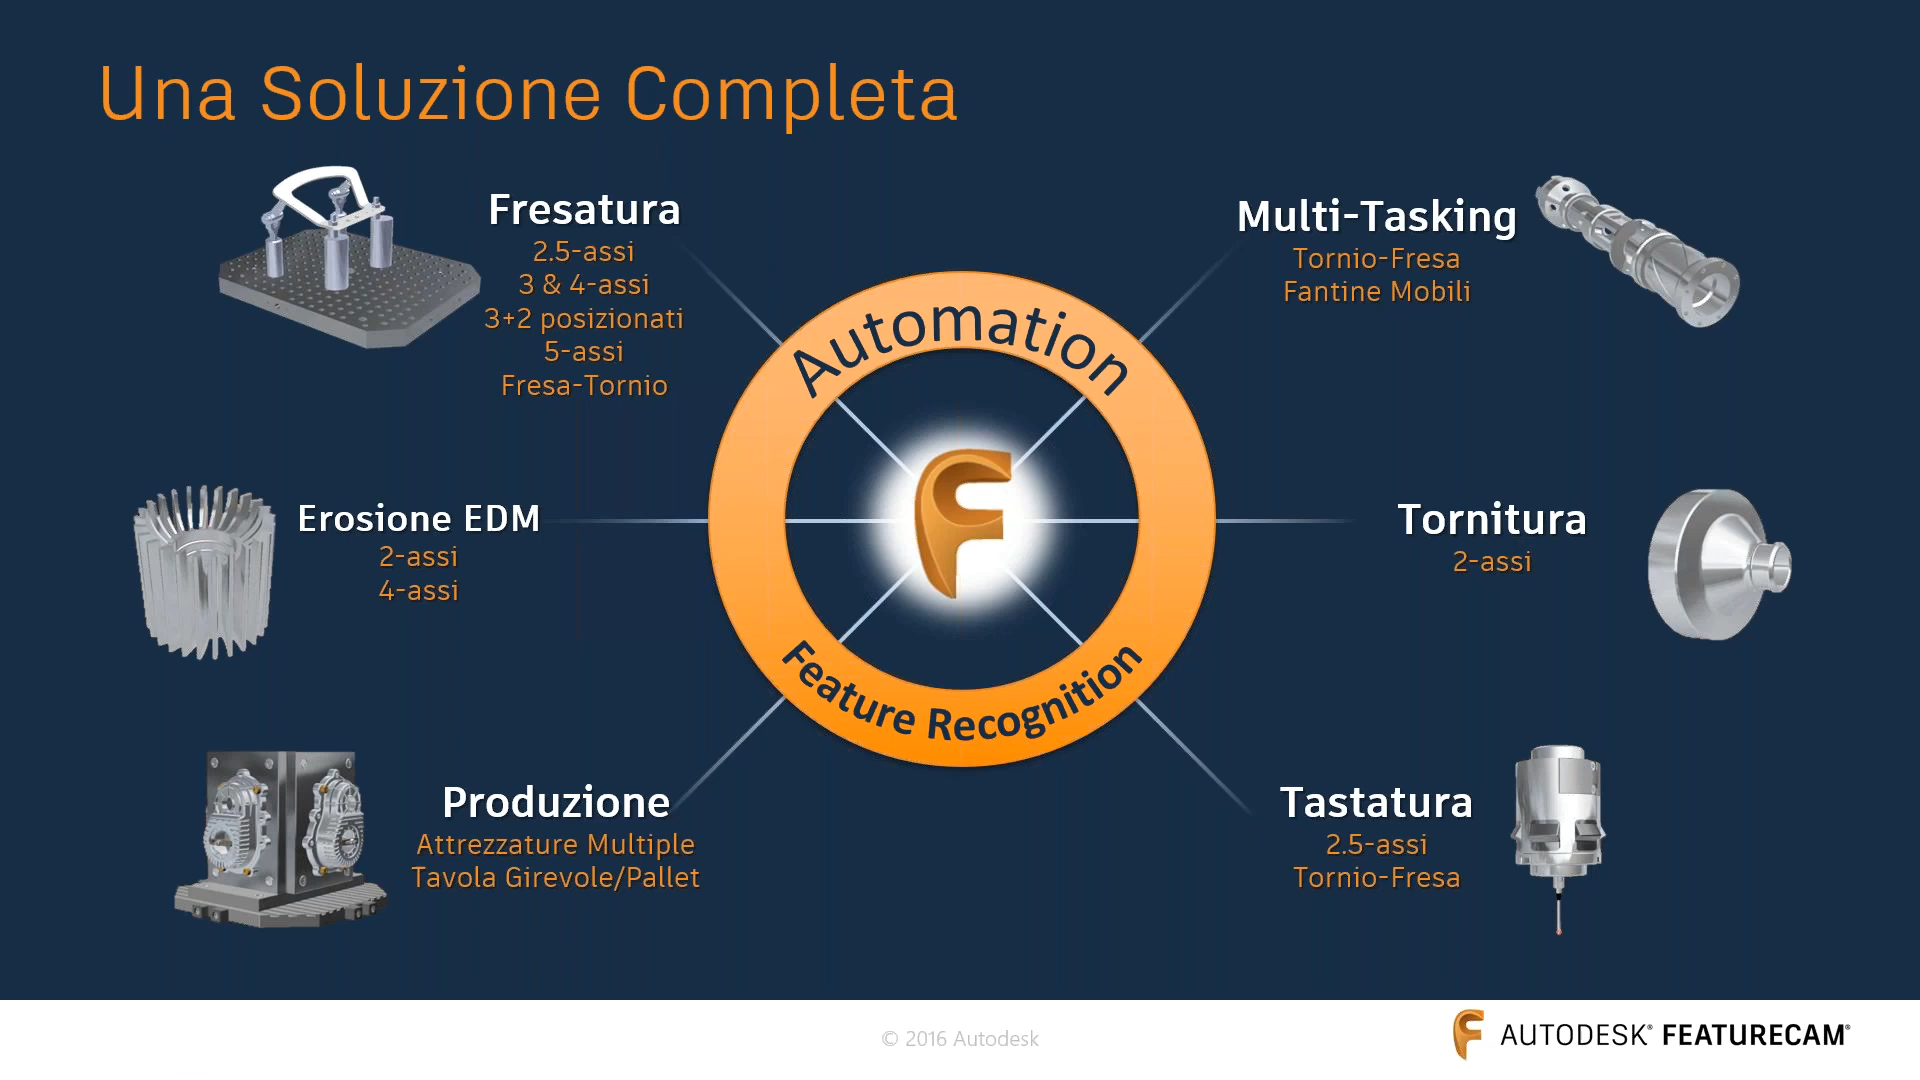 Una Soluzione Completa
Fresatura
2.5-assi
3 & 4-assi
3+2 posizionati
5-assi
Fresa-Tornio
Multi-Tasking
Tornio-Fresa
Fantine Mobili
Automation
Feature Recognition
Erosione EDM
2-assi
4-assi
Tornitura
2-assi
Produzione
Attrezzature Multiple
Tavola Girevole/Pallet
Tastatura
2.5-assi
Tornio-Fresa
© 2016 Autodesk
AUTODESK® FEATURECAM®